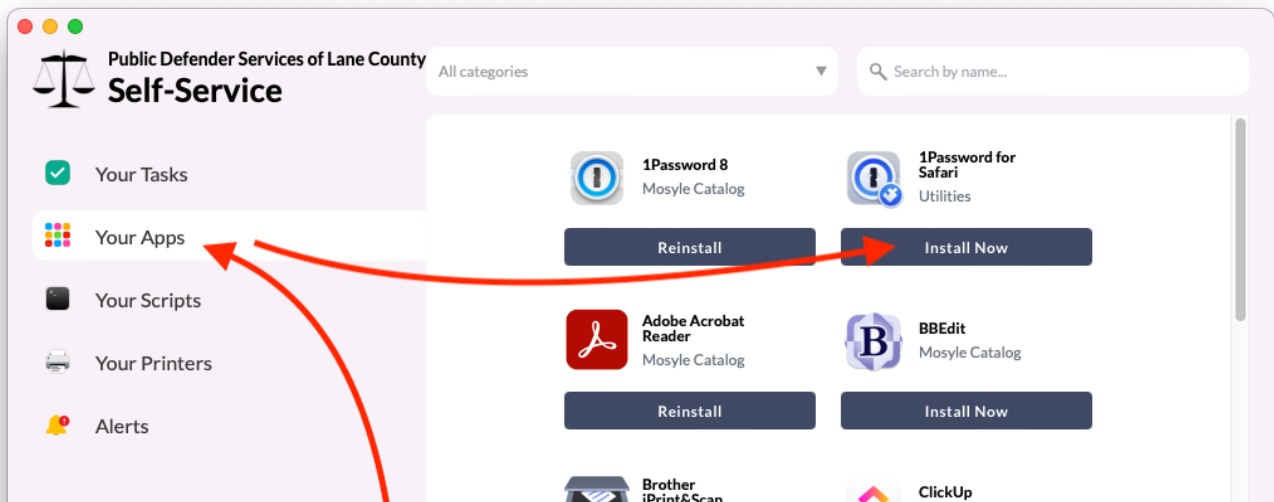 Public Defender Services of Lane County
Self-Service
All categories
Search by name...
Your Tasks
Your Apps
Your Scripts
Your Printers
Alerts
1Password 8
Mosyle Catalog
Reinstall
1Password for
Safari
Utilities
Install Now
Adobe Acrobat
Reader
Mosyle Catalog
Reinstall
B
BBEdit
Mosyle Catalog
Install Now
Brother
iPrint&Scan
ClickUp